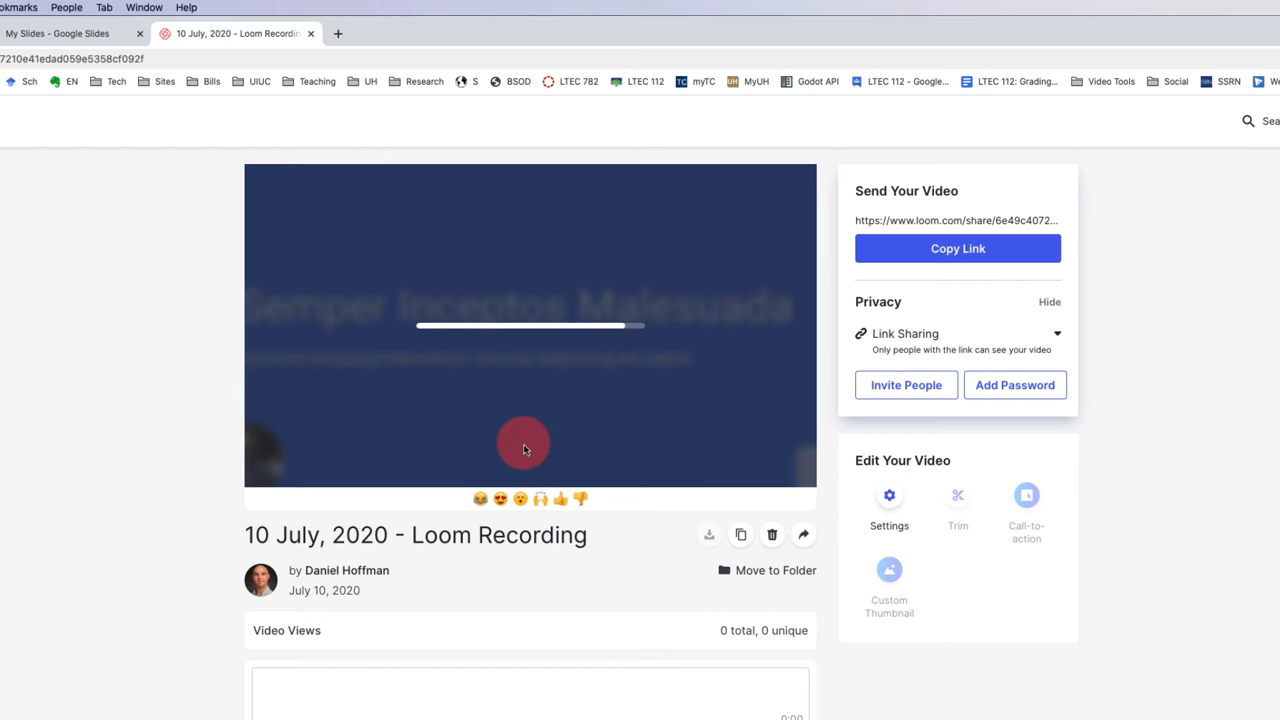 okmarks People Tab Window Help
My Slides - Google Slides 10 July, 2020 - Loom Recordin
7210e41edad059e5358cf092f
Sch EN Tech Sites Bills UIUC Teaching UH Research S BSOD LTEC 782 LTEC 112 myTC MyUH Godot API LTEC 112 - Google... LTEC 112: Grading... Video Tools Social SSRN We
Sea
Semper Inceptos Malesuada
Send Your Video
https://www.loom.com/share/6e49c4072...
Copy Link
Privacy Hide
Link Sharing
Only people with the link can see your video
Invite People Add Password
10 July, 2020 - Loom Recording
by Daniel Hoffman
July 10, 2020
Move to Folder
Video Views 0 total, 0 unique
0:00
Edit Your Video
Settings Trim Call-to-
action
Custom
Thumbnail